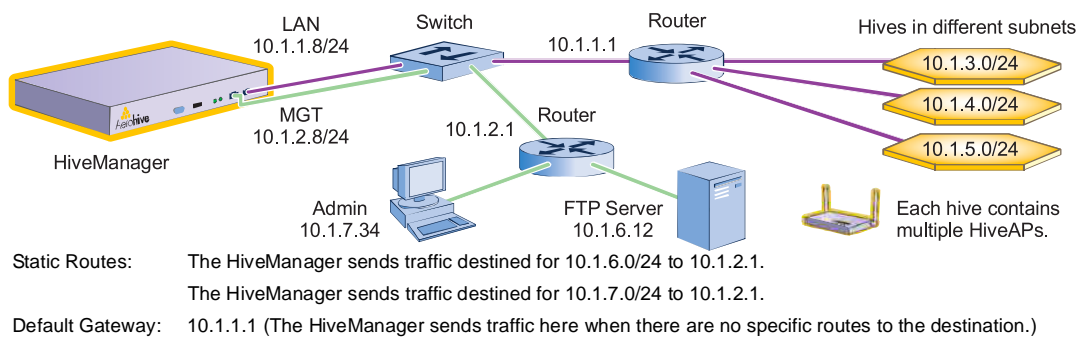 LAN
10.1.1.8/24
Switch
10.1.1.1
Router
Hives in different subnets
10.1.3.0/24
10.1.4.0/24
10.1.5.0/24
Aerohive
HiveManager
MGT
10.1.2.8/24
10.1.2.1
Router
Admin
10.1.7.34
FTP Server
10.1.6.12
Each hive contains
multiple HiveAPs.
Static Routes: The HiveManager sends traffic destined for 10.1.6.0/24 to 10.1.2.1.
The HiveManager sends traffic destined for 10.1.7.0/24 to 10.1.2.1.
Default Gateway: 10.1.1.1 (The HiveManager sends traffic here when there are no specific routes to the destination.)